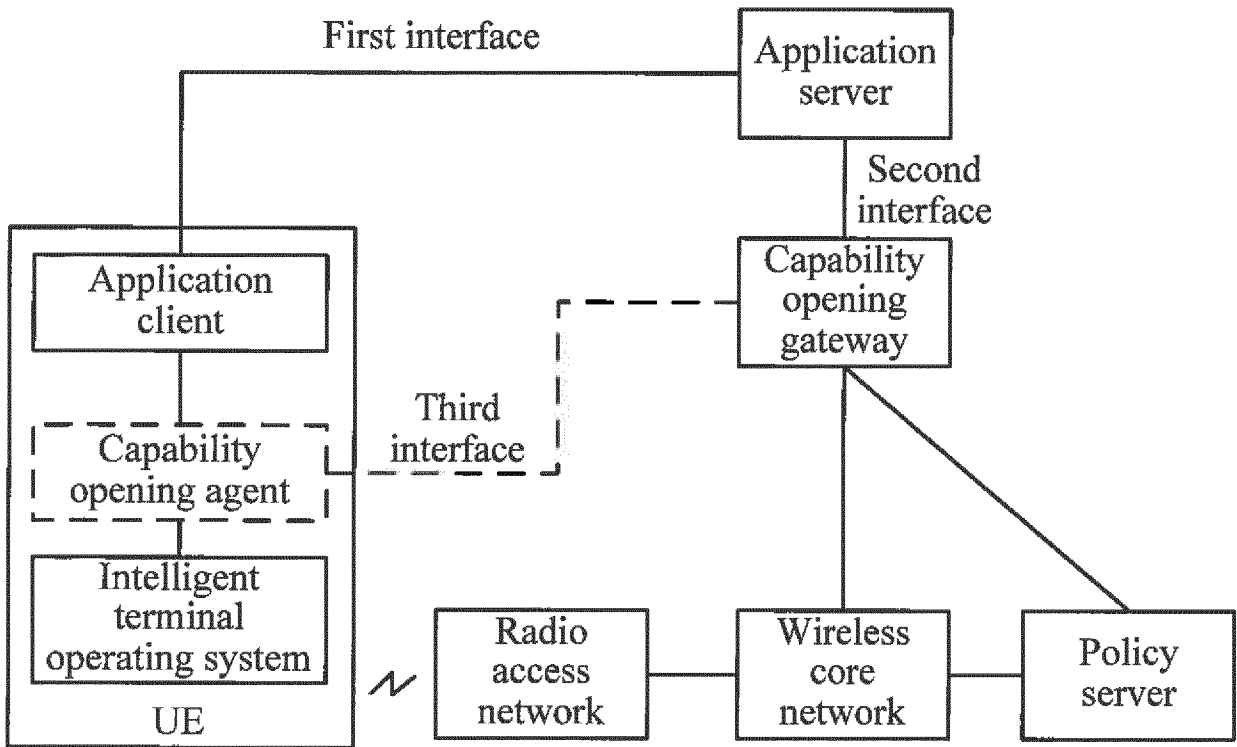 First interface
Application
server
Second
interface
Capability
opening
gateway
Application
client
Third
interface
Capability
opening agent
Intelligent
terminal
operating system
UE
Radio
access
network
Wireless
core
network
Policy
server